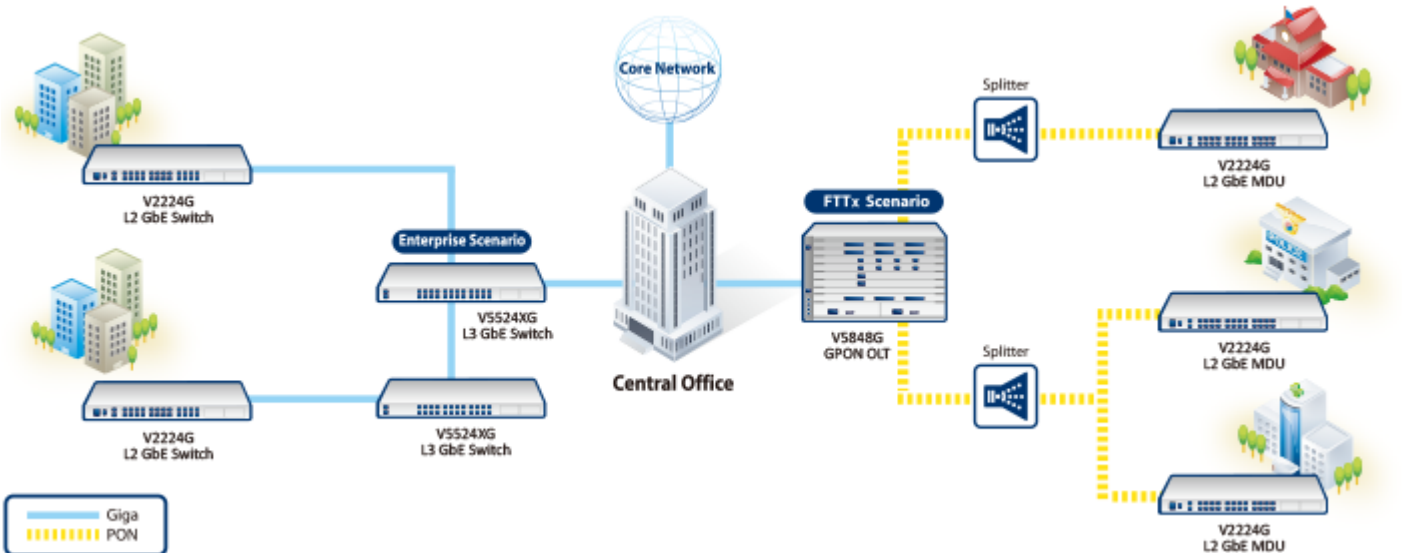 Core Network
Splitter
V2224G
L2 GbE Switch
V2224G
L2 GbE MDU
FTTx Scenario
Enterprise Scenario
POLICE
V5524XG
L3 GbE Switch
V5848G
GPON OLT
Splitter
V2224G
L2 GbE MDU
Central Office
V2224G
L2 GbE Switch
V5524XG
L3 GbE Switch
Giga
PON
V2224G
L2 GbE MDU